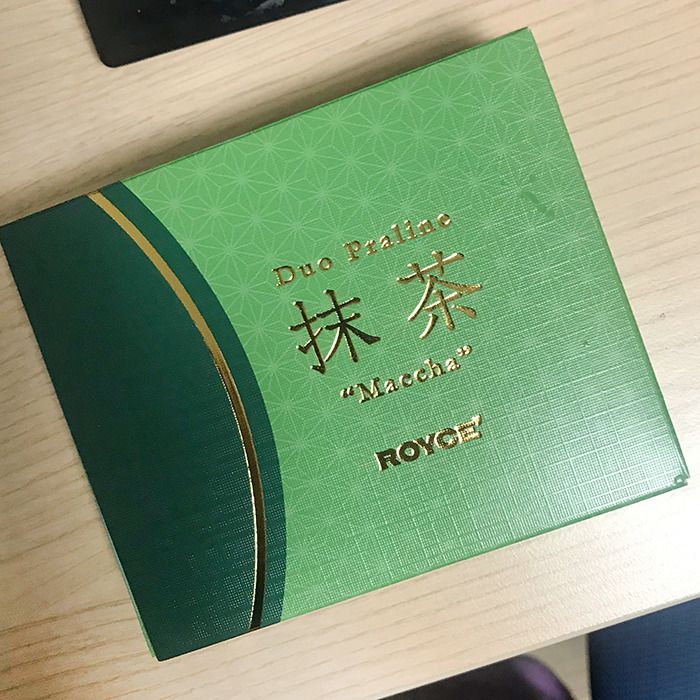 Duo Praline
抹茶
“Maccha”
ROYCE'